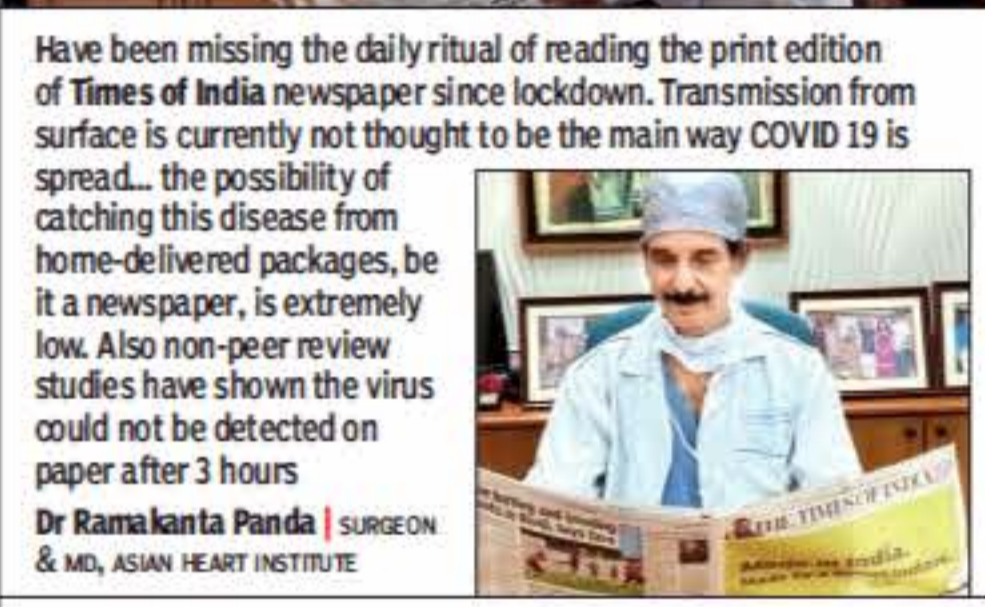 Have been missing the daily ritual of reading the print edition
of Times of India newspaper since lockdown. Transmission from
surface is currently not thought to be the main way COVID 19 is
spread... the possibility of
catching this disease from
home-delivered packages, be
it a newspaper, is extremely
low. Also non-peer review
studies have shown the virus
could not be detected on
paper after 3 hours
Dr Ramakanta Panda | SURGEON
& MD, ASIAN HEART INSTITUTE
THE TIMES OF INDIA
India.